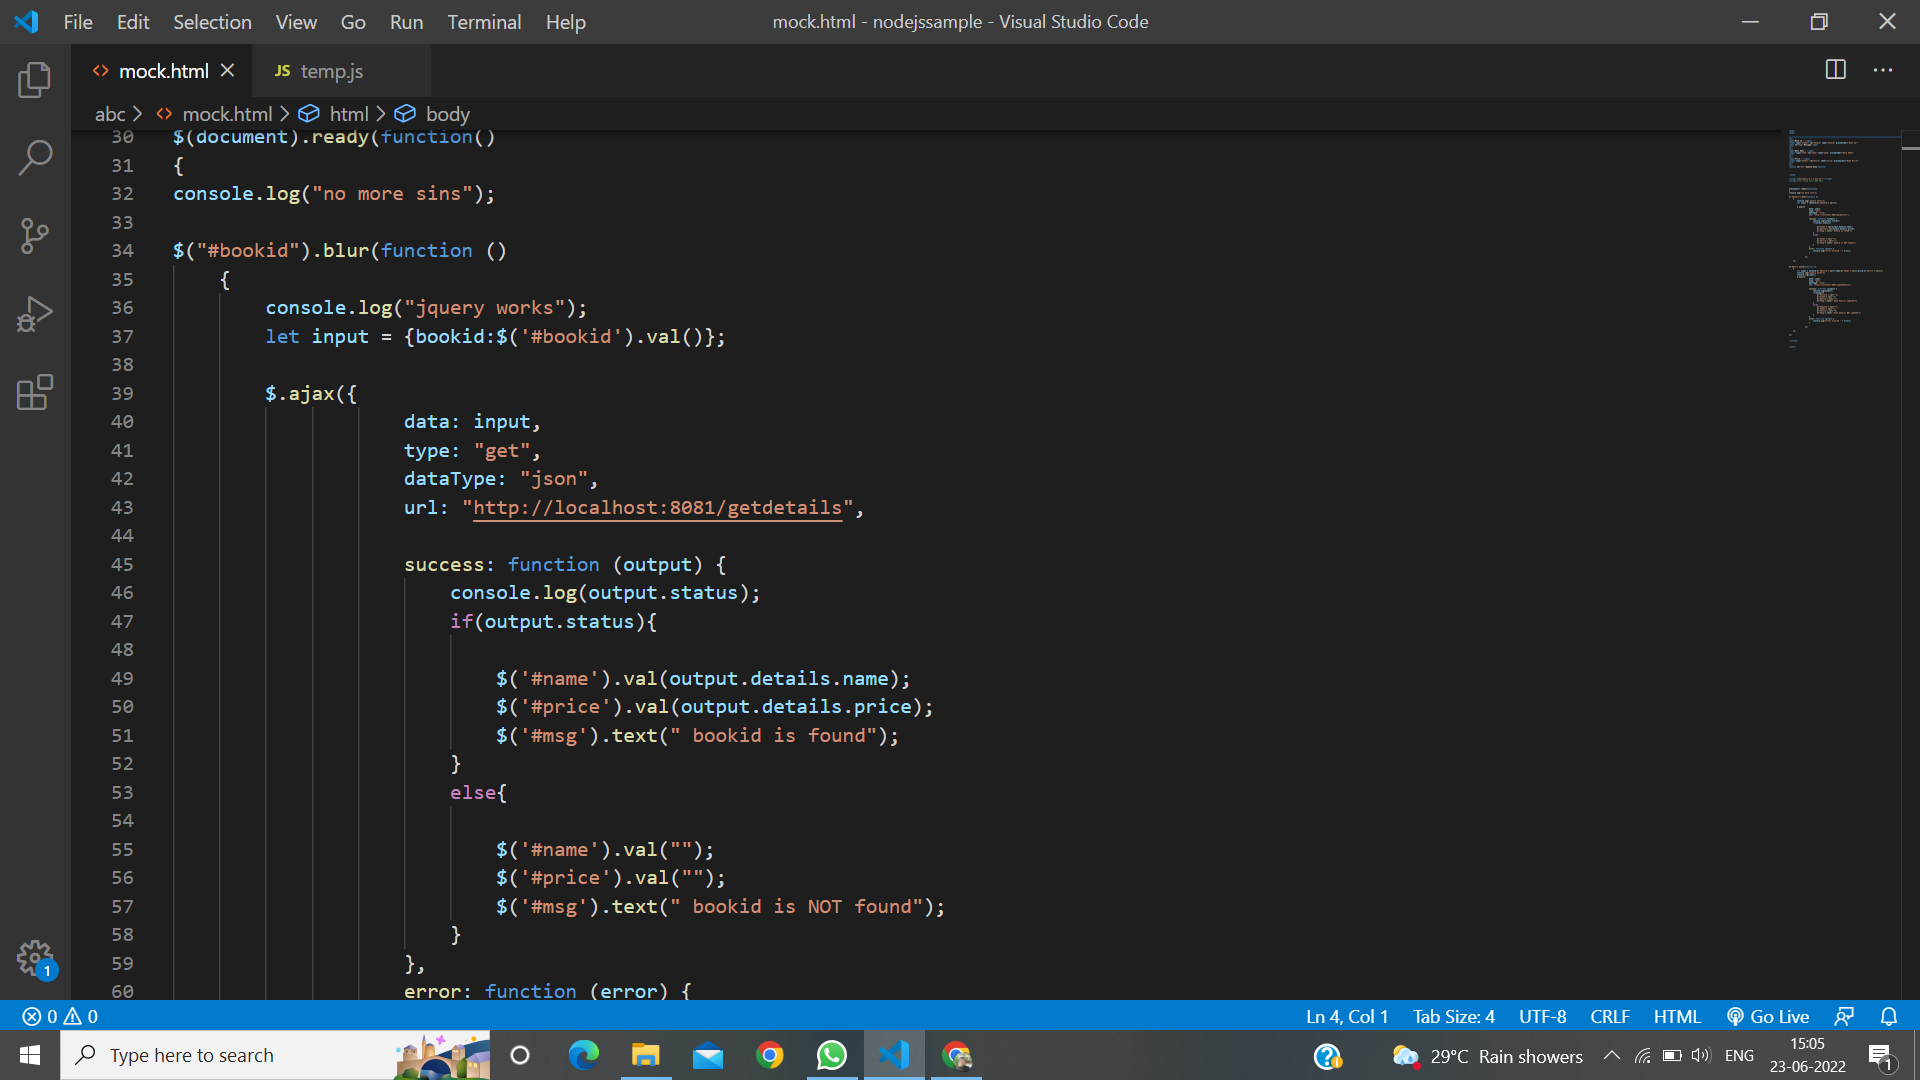 File Edit Selection View Go Run Terminal Help
mock.html - nodejssample - Visual Studio Code
<> mock.html
JS temp.js
abc > <> mock.html > html > body
30 $(document).ready(function()
31 {
32 console.log("no more sins");
33
34 $("#bookid").blur(function ()
35 {
36 console.log("jquery works");
37 let input = {bookid:$('#bookid').val()};
38
39 $.ajax({
40 data: input,
41 type: "get",
42 dataType: "json",
43 url: "http://localhost:8081/getdetails",
44
45 success: function (output) {
46 console.log(output.status);
47 if(output.status){
48
49 $('#name').val(output.details.name);
50 $('#price').val(output.details.price);
51 $('#msg').text(" bookid is found");
52 }
53 else{
54
55 $('#name').val("");
56 $('#price').val("");
57 $('#msg').text(" bookid is NOT found");
58 }
59 },
60 error: function (error) {
1
0 0 Ln 4, Col 1 Tab Size: 4 UTF-8 CRLF HTML Go Live
Type here to search
29°C Rain showers
ENG
15:05
23-06-2022
1